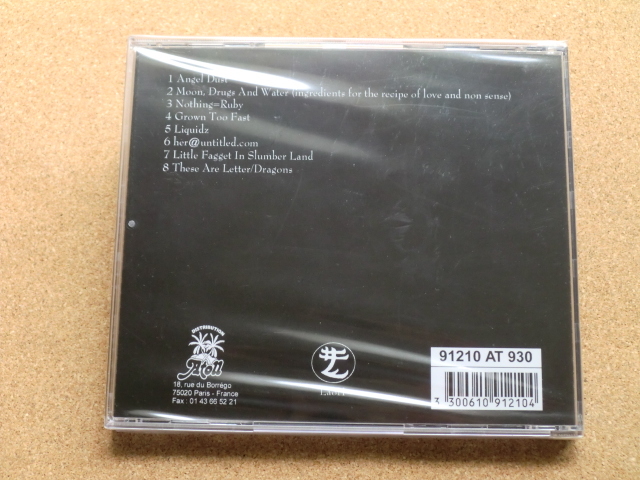 1 Angel Dust
2 Moon, Drugs And Water (ingredients for the recipe of love and non sense)
3 Nothing=Ruby
4 Grown Too Fast
5 Liquidz
6 her@untitled.com
7 Little Fagget In Slumber Land
8 These Are Letter/Dragons
DISTRIBUTION
18, rue du Borrégo
75020 Paris - France
Fax : 01 43 66 52 21
91210 AT 930
3 300610 912104